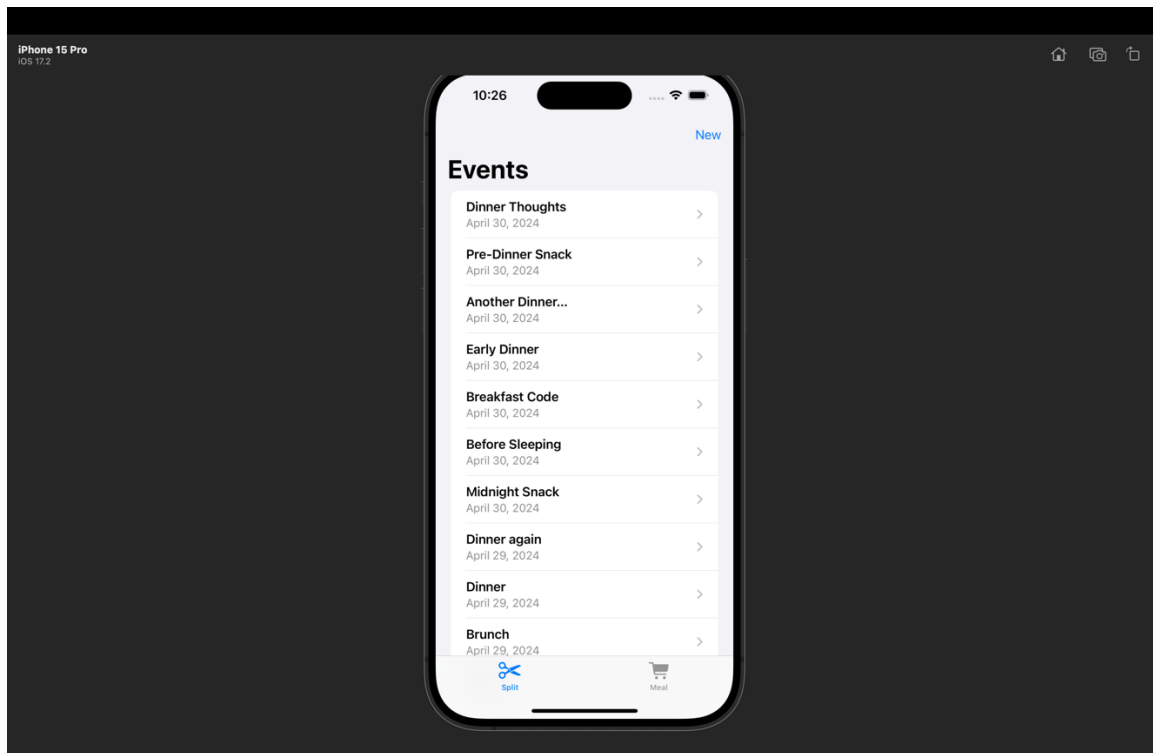 iPhone 15 Pro
iOS 17.2
10:26
New
Events
Dinner Thoughts
April 30, 2024
Pre-Dinner Snack
April 30, 2024
Another Dinner...
April 30, 2024
Early Dinner
April 30, 2024
Breakfast Code
April 30, 2024
Before Sleeping
April 30, 2024
Midnight Snack
April 30, 2024
Dinner again
April 29, 2024
Dinner
April 29, 2024
Brunch
April 29, 2024
Split
Meal